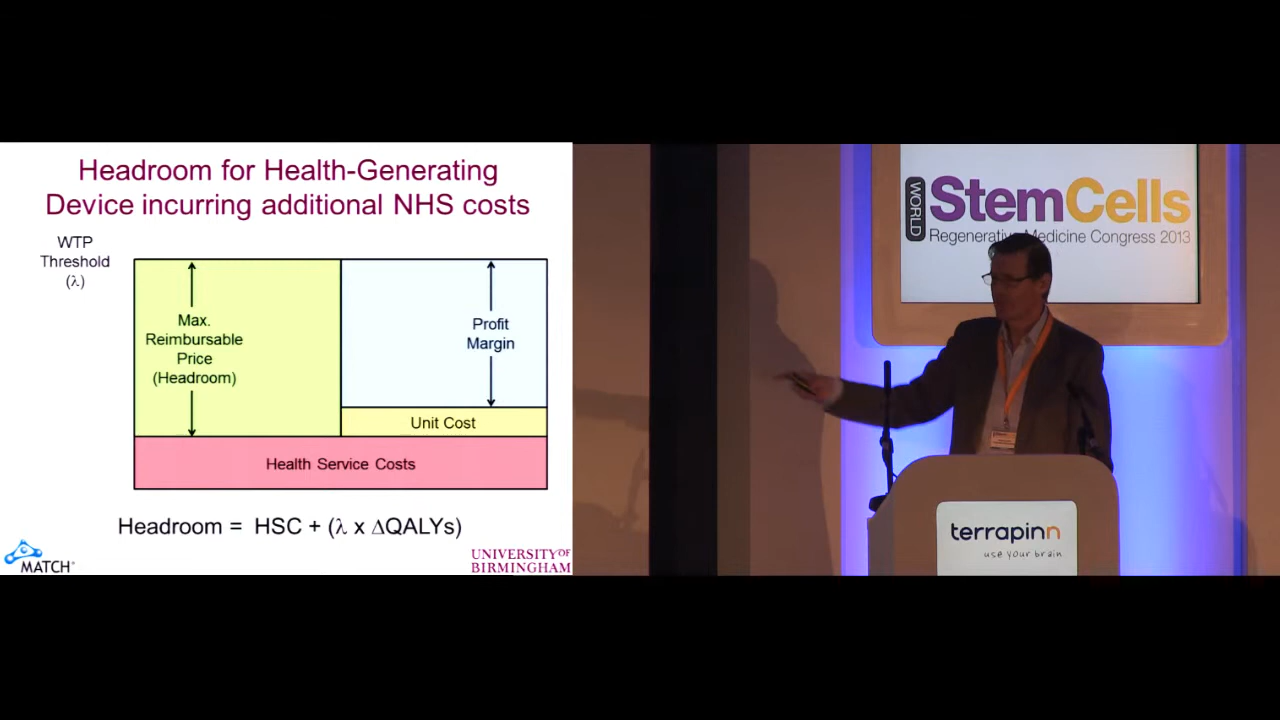 Headroom for Health-Generating
Device incurring additional NHS costs
WTP
Threshold
(λ)
Max.
Reimbursable
Price
(Headroom)
Profit
Margin
Unit Cost
Health Service Costs
Headroom = HSC + (λ x ΔQALYs)
MATCH
UNIVERSITY OF
BIRMINGHAM
WORLD
StemCells
Regenerative Medicine Congress 2013
terrapinn
use your brain